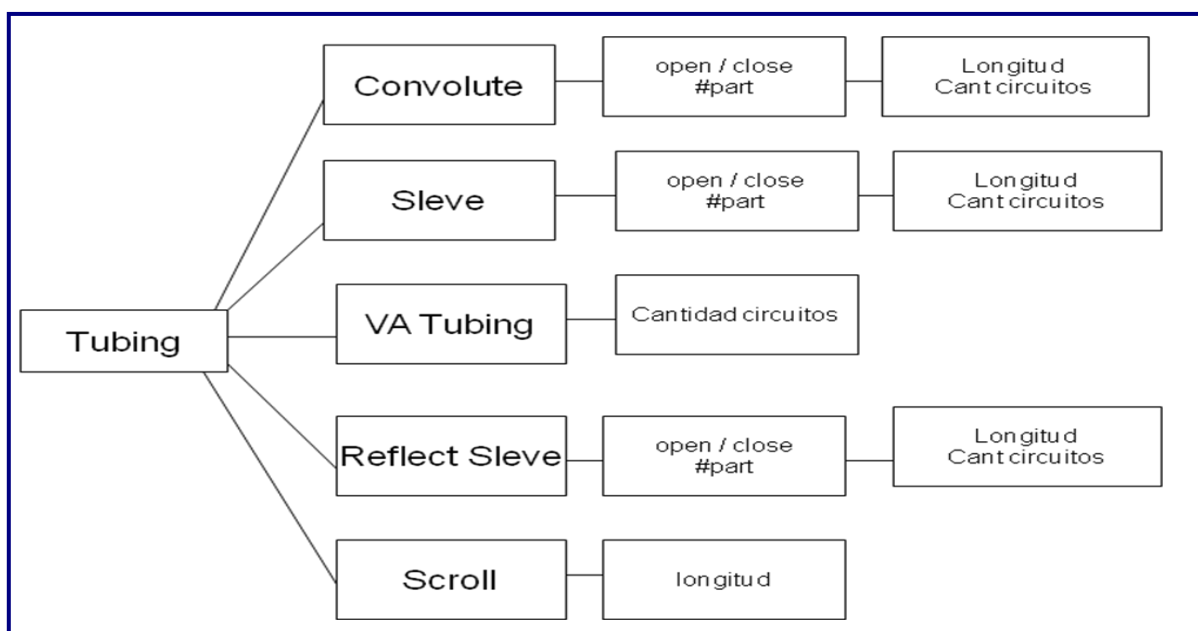 Convolute
open / close
#part
Longitud
Cant circuitos
Sleve
open / close
#part
Longitud
Cant circuitos
Tubing
VA Tubing
Cantidad circuitos
Reflect Sleve
open / close
#part
Longitud
Cant circuitos
Scroll
longitud